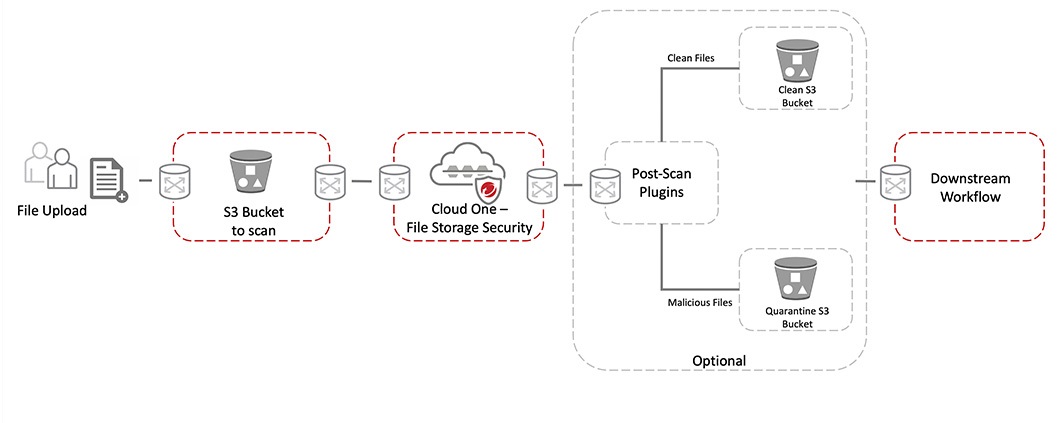 File Upload
S3 Bucket
to scan
Cloud One –
File Storage Security
Post-Scan
Plugins
Clean Files
Clean S3
Bucket
Malicious Files
Quarantine S3
Bucket
Optional
Downstream
Workflow